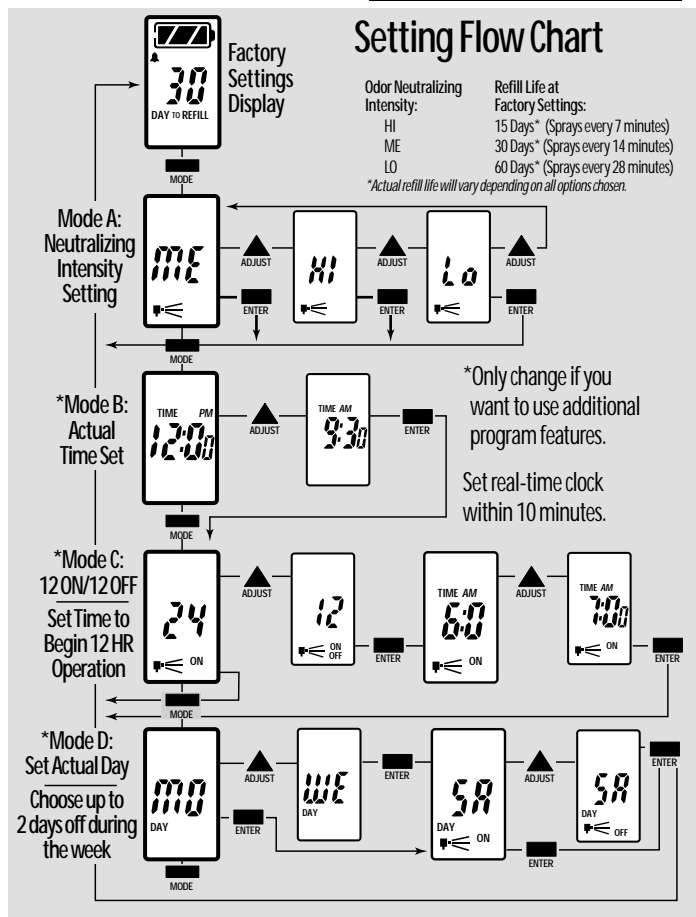 Setting Flow Chart
30
DAY TO REFILL
Factory
Settings
Display
Odor Neutralizing
Intensity:
HI
ME
LO
Refill Life at
Factory Settings:
15 Days* (Sprays every 7 minutes)
30 Days* (Sprays every 14 minutes)
60 Days* (Sprays every 28 minutes)
*Actual refill life will vary depending on all options chosen.
MODE
Mode A:
Neutralizing
Intensity
Setting
ME
ADJUST
HI
ADJUST
Lo
ADJUST
ENTER
ENTER
ENTER
MODE
*Mode B:
Actual
Time Set
TIME PM
12:00
ADJUST
TIME AM
9:30
ENTER
*Only change if you
want to use additional
program features.
Set real-time clock
within 10 minutes.
MODE
*Mode C:
12 ON/12 OFF
Set Time to
Begin 12 HR
Operation
24
ON
ADJUST
12
ON
OFF
ENTER
TIME AM
6:0
ON
ADJUST
TIME AM
7:00
ON
ENTER
MODE
*Mode D:
Set Actual Day
Choose up to
2 days off during
the week
MO
DAY
ADJUST
ENTER
WE
DAY
ENTER
SA
DAY
ON
ADJUST
ENTER
SA
DAY
OFF
ENTER
MODE